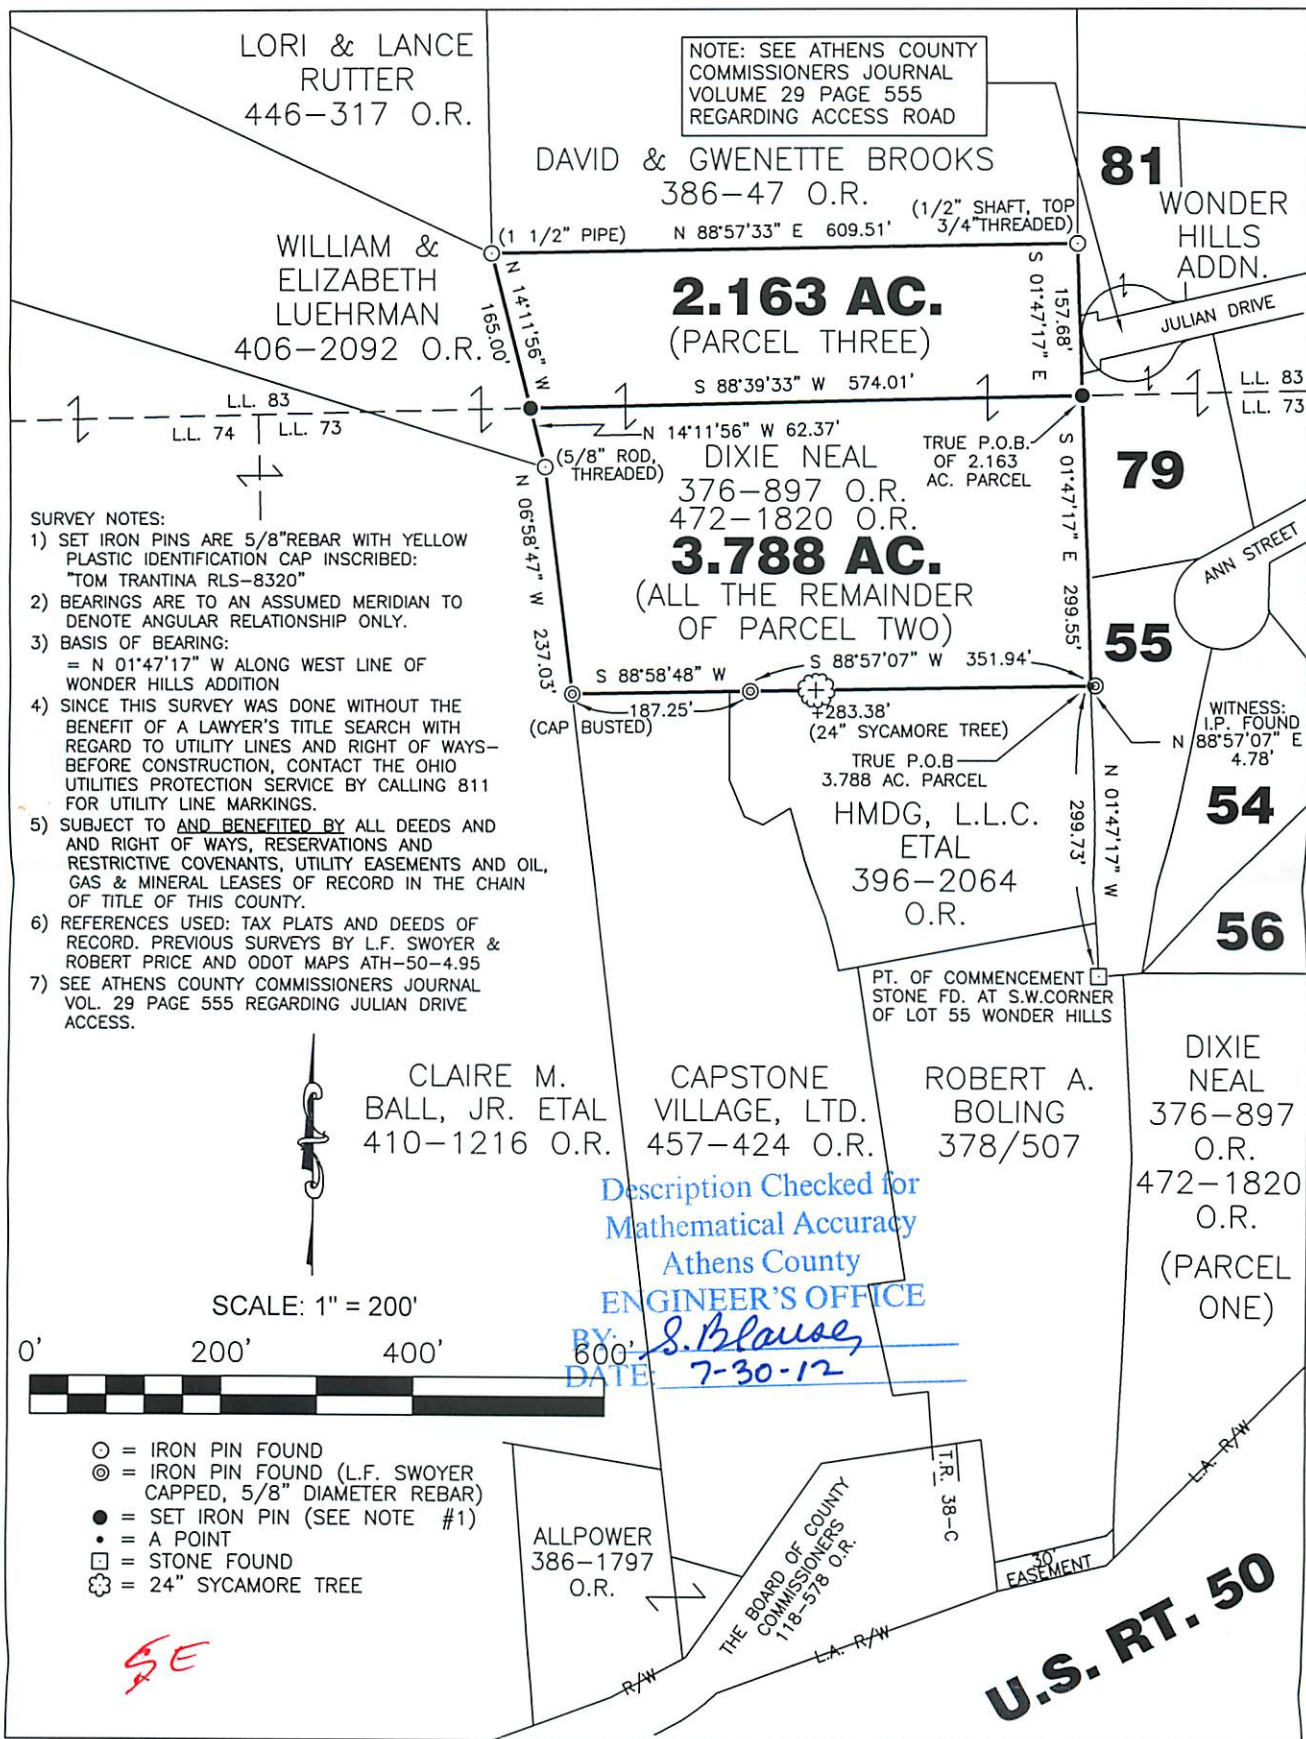 LORI & LANCE
RUTTER
446-317 O.R.
NOTE: SEE ATHENS COUNTY
COMMISSIONERS JOURNAL
VOLUME 29 PAGE 555
REGARDING ACCESS ROAD
DAVID & GWENETTE BROOKS
386-47 O.R.
81
WONDER
HILLS
ADDN.
(1/2" SHAFT, TOP
3/4"THREADED)
(1 1/2" PIPE)
N 88°57'33" E 609.51'
WILLIAM &
ELIZABETH
LUEHRMAN
406-2092 O.R.
N 14°11'56" W
165.00'
2.163 AC.
(PARCEL THREE)
S 01°47'17" E
157.68'
JULIAN DRIVE
S 88°39'33" W 574.01'
L.L. 83
L.L. 74
L.L. 73
L.L. 83
L.L. 73
N 14°11'56" W 62.37'
(5/8" ROD,
THREADED)
DIXIE NEAL
376-897 O.R.
472-1820 O.R.
3.788 AC.
(ALL THE REMAINDER
OF PARCEL TWO)
TRUE P.O.B.
OF 2.163
AC. PARCEL
S 01°47'17" E 299.55'
79
ANN STREET
55
N 06°58'47" W 237.03'
S 88°58'48" W
187.25'
S 88°57'07" W 351.94'
(CAP BUSTED)
+283.38'
(24" SYCAMORE TREE)
TRUE P.O.B
3.788 AC. PARCEL
WITNESS:
I.P. FOUND
N 88°57'07" E
4.78'
54
HMDG, L.L.C.
ETAL
396-2064
O.R.
299.73'
N 01°47'17" W
56
PT. OF COMMENCEMENT
STONE FD. AT S.W.CORNER
OF LOT 55 WONDER HILLS
SURVEY NOTES:
1) SET IRON PINS ARE 5/8"REBAR WITH YELLOW
PLASTIC IDENTIFICATION CAP INSCRIBED:
"TOM TRANTINA RLS-8320"
2) BEARINGS ARE TO AN ASSUMED MERIDIAN TO
DENOTE ANGULAR RELATIONSHIP ONLY.
3) BASIS OF BEARING:
= N 01°47'17" W ALONG WEST LINE OF
WONDER HILLS ADDITION
4) SINCE THIS SURVEY WAS DONE WITHOUT THE
BENEFIT OF A LAWYER'S TITLE SEARCH WITH
REGARD TO UTILITY LINES AND RIGHT OF WAYS-
BEFORE CONSTRUCTION, CONTACT THE OHIO
UTILITIES PROTECTION SERVICE BY CALLING 811
FOR UTILITY LINE MARKINGS.
5) SUBJECT TO AND BENEFITED BY ALL DEEDS AND
AND RIGHT OF WAYS, RESERVATIONS AND
RESTRICTIVE COVENANTS, UTILITY EASEMENTS AND OIL,
GAS & MINERAL LEASES OF RECORD IN THE CHAIN
OF TITLE OF THIS COUNTY.
6) REFERENCES USED: TAX PLATS AND DEEDS OF
RECORD. PREVIOUS SURVEYS BY L.F. SWOYER &
ROBERT PRICE AND ODOT MAPS ATH-50-4.95
7) SEE ATHENS COUNTY COMMISSIONERS JOURNAL
VOL. 29 PAGE 555 REGARDING JULIAN DRIVE
ACCESS.
CLAIRE M.
BALL, JR. ETAL
410-1216 O.R.
CAPSTONE
VILLAGE, LTD.
457-424 O.R.
ROBERT A.
BOLING
378/507
DIXIE
NEAL
376-897
O.R.
472-1820
O.R.
(PARCEL
ONE)
Description Checked for
Mathematical Accuracy
Athens County
ENGINEER'S OFFICE
BY: S. Blauser
DATE: 7-30-12
SCALE: 1" = 200'
0' 200' 400' 600'
= IRON PIN FOUND
= IRON PIN FOUND (L.F. SWOYER
CAPPED, 5/8" DIAMETER REBAR)
= SET IRON PIN (SEE NOTE #1)
= A POINT
= STONE FOUND
= 24" SYCAMORE TREE
ALLPOWER
386-1797
O.R.
THE BOARD OF COUNTY
COMMISSIONERS
118-578 O.R.
T.R. 38-C
30'
EASEMENT
L.A. R/W
L.A. R/W
R/W
U.S. RT. 50